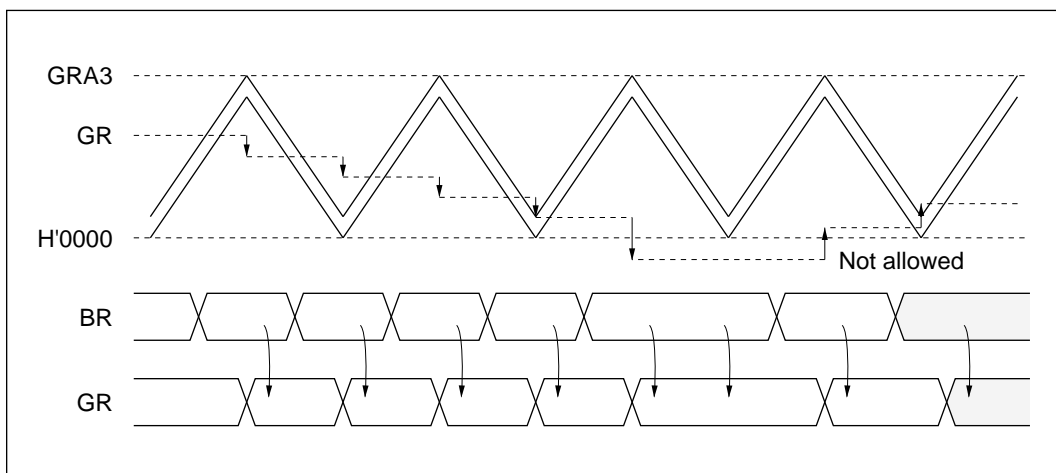 GRA3
GR
H'0000
Not allowed
BR
GR